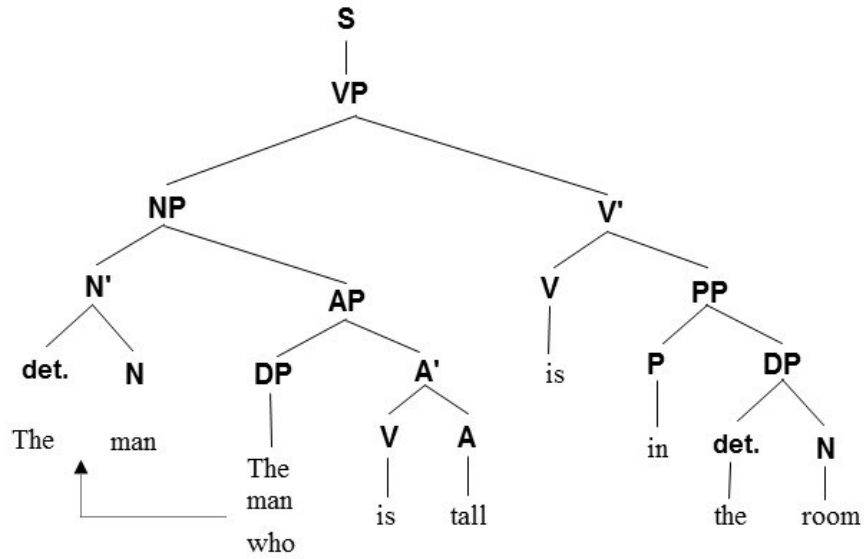 S
VP
NP V'
N' AP V PP
det. N DP A' is P DP
The man The man who V A in det. N
is tall the room